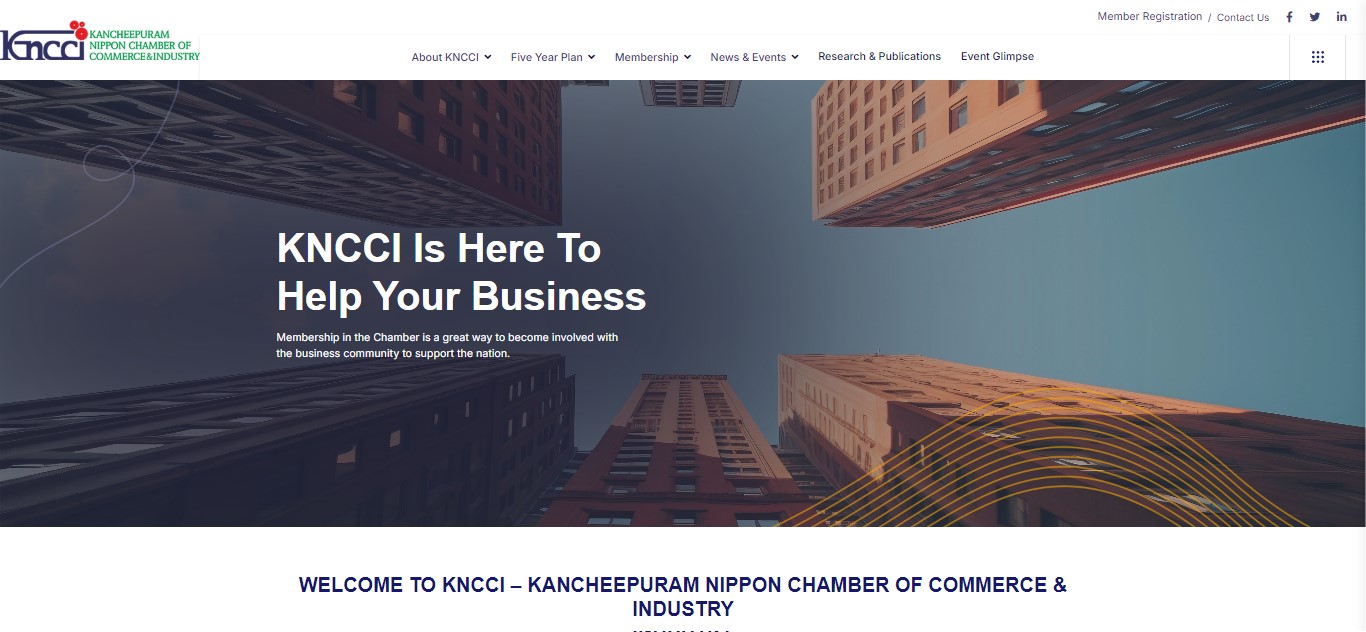 Member Registration / Contact Us
Kncci
KANCHEEPURAM
NIPPON CHAMBER OF
COMMERCE & INDUSTRY
About KNCCI
Five Year Plan
Membership
News & Events
Research & Publications
Event Glimpse
KNCCI Is Here To
Help Your Business
Membership in the Chamber is a great way to become involved with
the business community to support the nation.
WELCOME TO KNCCI – KANCHEEPURAM NIPPON CHAMBER OF COMMERCE &
INDUSTRY